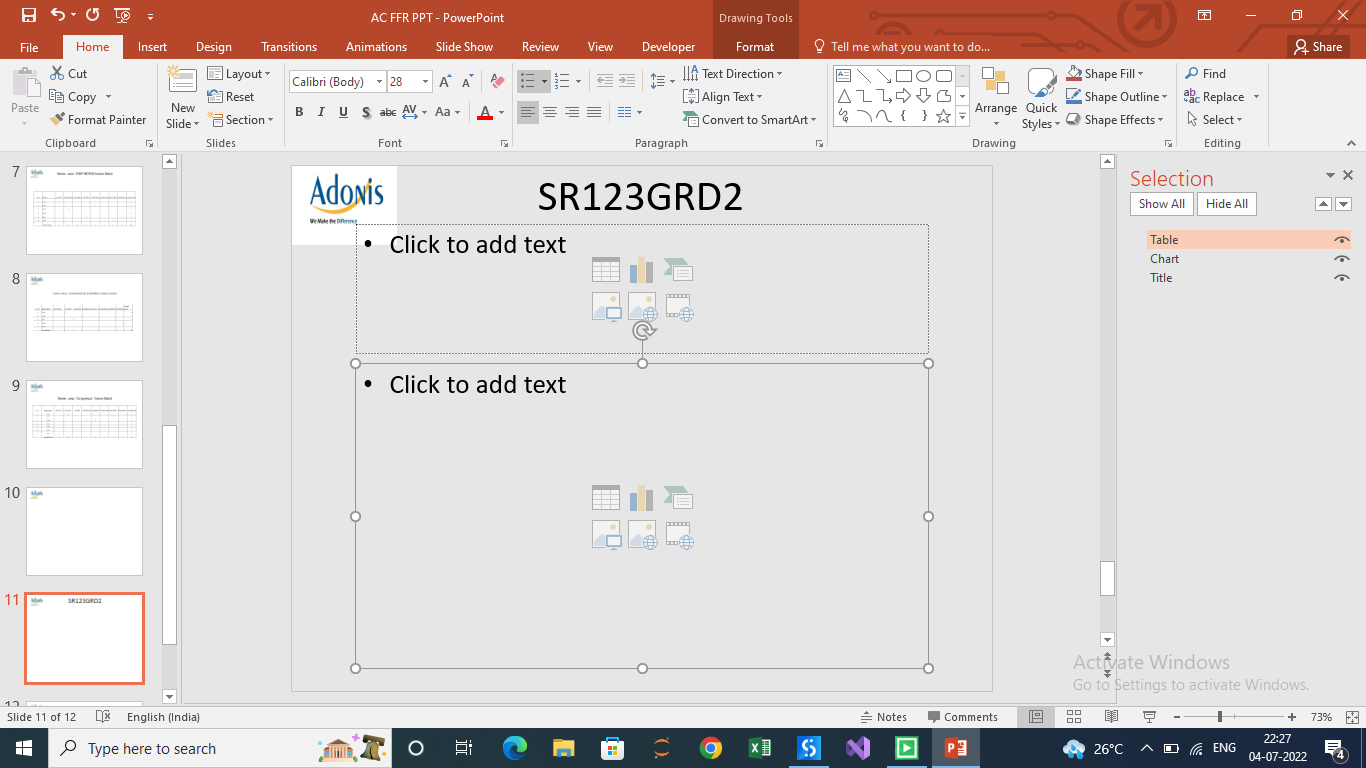 AC FFR PPT - PowerPoint
Drawing Tools
File
Home
Insert
Design
Transitions
Animations
Slide Show
Review
View
Developer
Format
Tell me what you want to do...
Share
Paste
Cut
Copy
Format Painter
Clipboard
New
Slide
Layout
Reset
Section
Slides
Calibri (Body)
28
B I U S abc AV Aa A
Font
Text Direction
Align Text
Convert to SmartArt
Paragraph
Arrange
Quick
Styles
Shape Fill
Shape Outline
Shape Effects
Drawing
Find
Replace
Select
Editing
7
8
9
10
11
SR123GRD2
12
Adonis
We Make the Difference
SR123GRD2
• Click to add text
• Click to add text
Selection
Show All
Hide All
Table
Chart
Title
Activate Windows
Go to Settings to activate Windows.
Slide 11 of 12
English (India)
Notes
Comments
73%
Type here to search
26°C
ENG
22:27
04-07-2022
4